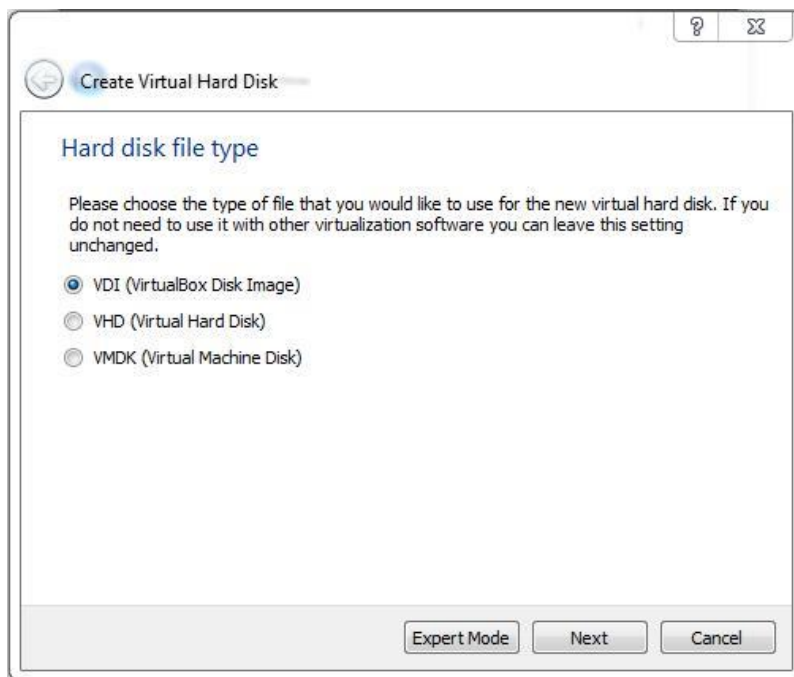 Create Virtual Hard Disk
Hard disk file type
Please choose the type of file that you would like to use for the new virtual hard disk. If you
do not need to use it with other virtualization software you can leave this setting
unchanged.
VDI (VirtualBox Disk Image)
VHD (Virtual Hard Disk)
VMDK (Virtual Machine Disk)
Expert Mode Next Cancel